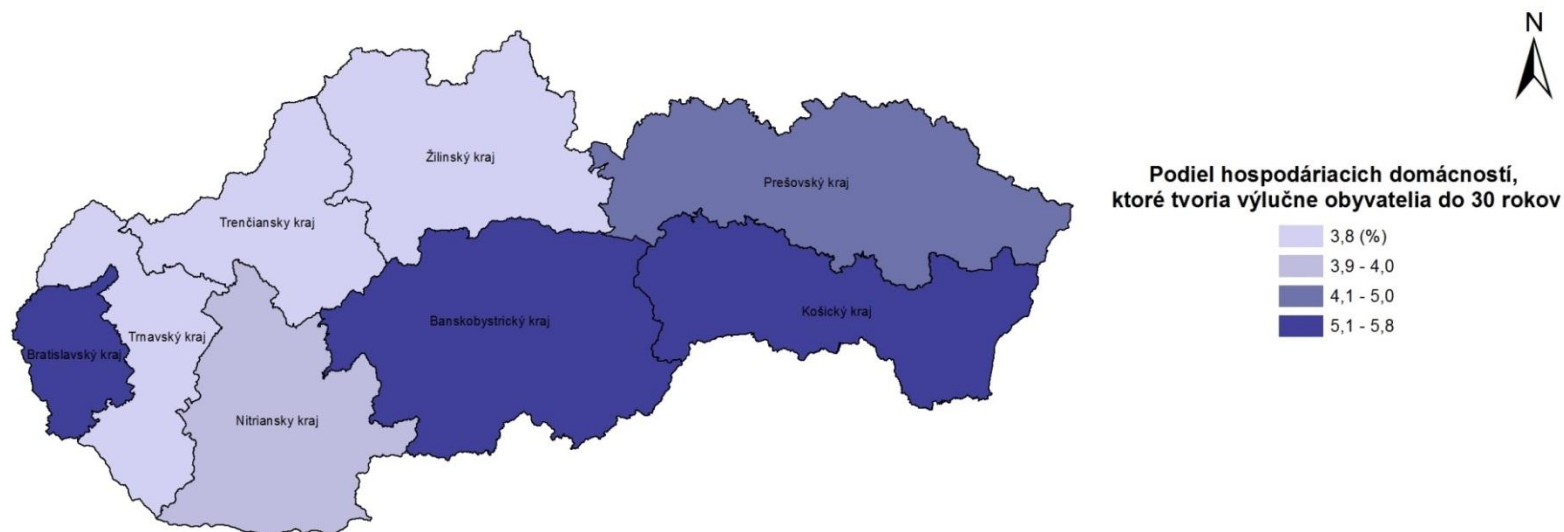 N
Žilinský kraj
Prešovský kraj
Trenčiansky kraj
Banskobystrický kraj
Košický kraj
Trnavský kraj
Bratislavský kraj
Nitriansky kraj
Podiel hospodáriacich domácností,
ktoré tvoria výlučne obyvatelia do 30 rokov
3,8 (%)
3,9 - 4,0
4,1 - 5,0
5,1 - 5,8